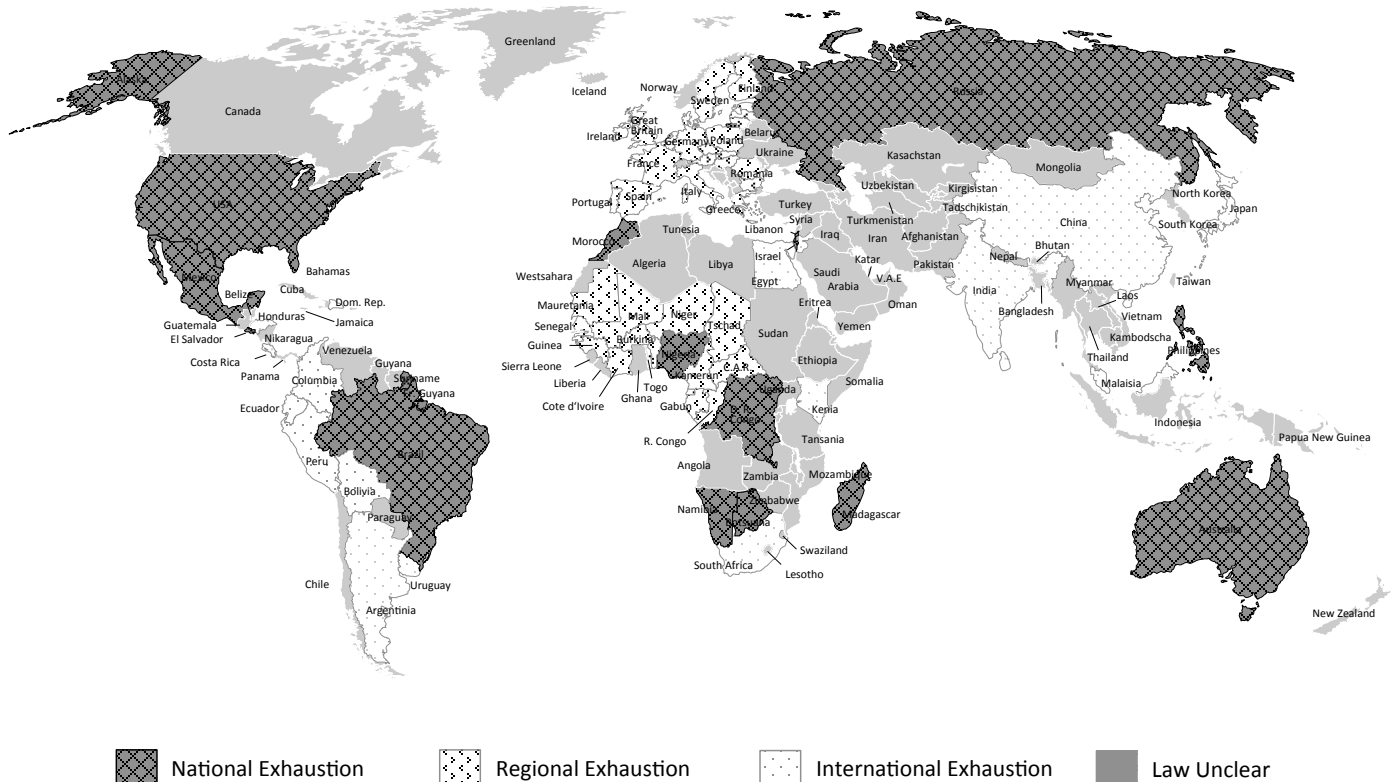 Greenland
Alaska
Canada
USA
Mexico
Bahamas
Cuba
Dom. Rep.
Jamaica
Belize
Honduras
Guatemala
El Salvador
Nikaragua
Costa Rica
Panama
Venezuela
Guyana
Suriname
Guyana
Columbia
Ecuador
Brazil
Peru
Boliyia
Paraguay
Chile
Uruguay
Argentinia
Iceland
Norway
Sweden
Finland
Great
Britain
Ireland
Germany
Poland
Belarus
Ukraine
France
Romania
Italy
Spain
Portugal
Greece
Russia
Turkey
Syria
Libanon
Israel
Iraq
Iran
Katar
V.A.E
Saudi
Arabia
Oman
Yemen
Kasachstan
Uzbekistan
Kirgisistan
Tadschikistan
Turkmenistan
Afghanistan
Pakistan
Mongolia
China
North Korea
Japan
South Korea
Nepal
Bhutan
India
Bangladesh
Myanmar
Taiwan
Laos
Vietnam
Kambodscha
Thailand
Philippines
Malaisia
Indonesia
Papua New Guinea
Australia
New Zealand
Morocco
Tunesia
Algeria
Libya
Egypt
Westsahara
Mauretania
Mali
Niger
Tschad
Sudan
Eritrea
Senegal
Guinea
Burkina
Nigeria
Sierra Leone
Liberia
Cote d'Ivoire
Ghana
Togo
Kamerun
C.A.R.
Ethiopia
Somalia
Gabun
R. Congo
D. R.
Congo
Uganda
Kenia
Tansania
Angola
Zambia
Mozambique
Zimbabwe
Namibia
Botsuana
Madagascar
South Africa
Swaziland
Lesotho
National Exhaustion
Regional Exhaustion
International Exhaustion
Law Unclear